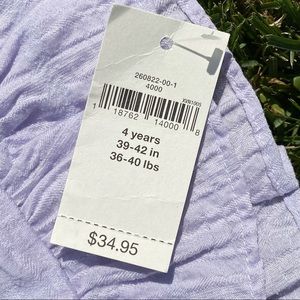 260822-00-1
4000
1 18762 14000 8
4 years
39-42 in
36-40 lbs
$34.95